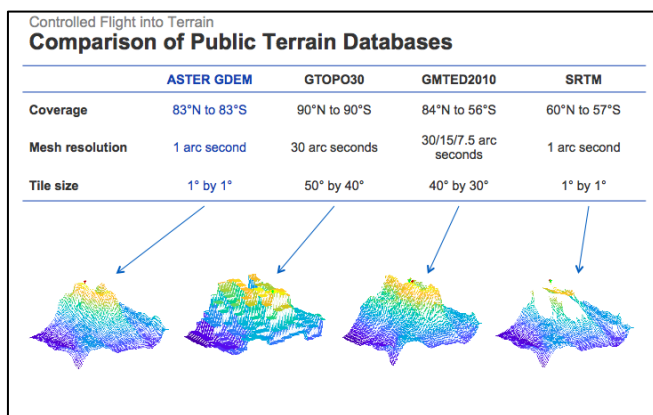 Controlled Flight into Terrain
Comparison of Public Terrain Databases
ASTER GDEM GTOPO30 GMTED2010 SRTM
Coverage 83°N to 83°S 90°N to 90°S 84°N to 56°S 60°N to 57°S
Mesh resolution 1 arc second 30 arc seconds 30/15/7.5 arc seconds 1 arc second
Tile size 1° by 1° 50° by 40° 40° by 30° 1° by 1°